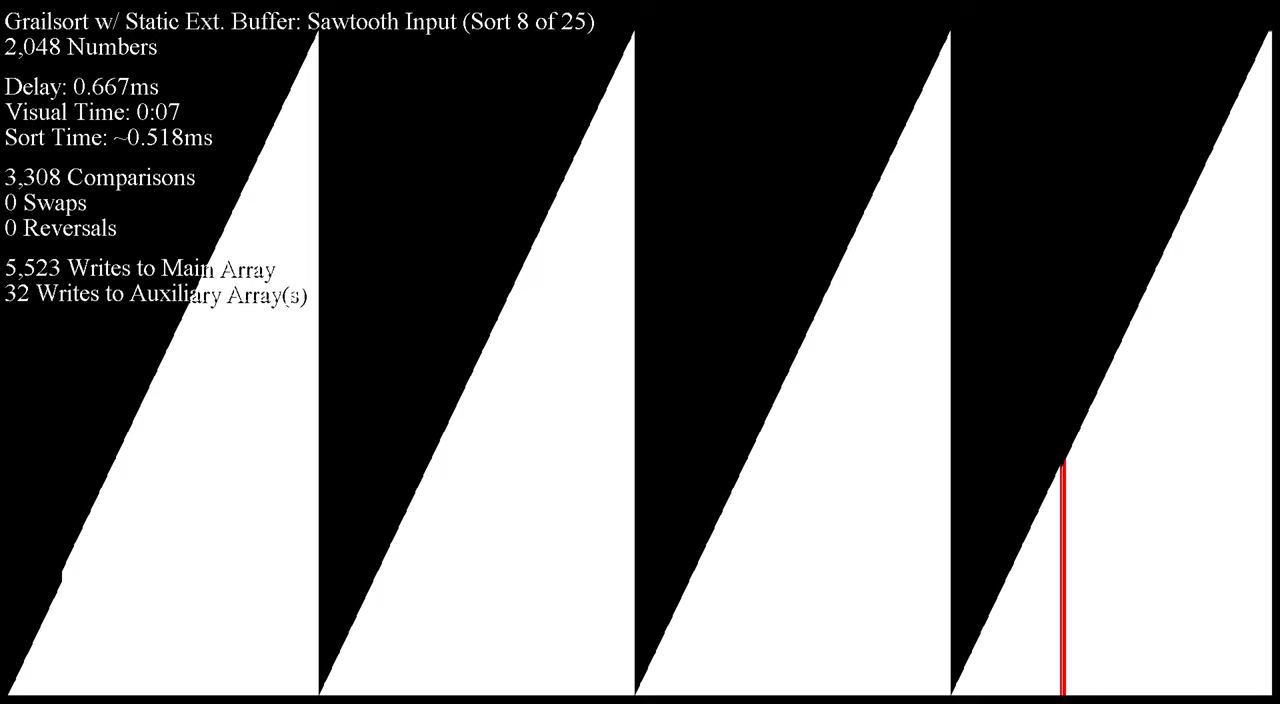 Grailsort w/ Static Ext. Buffer: Sawtooth Input (Sort 8 of 25)
2,048 Numbers
Delay: 0.667ms
Visual Time: 0:07
Sort Time: ~0.518ms
3,308 Comparisons
0 Swaps
0 Reversals
5,523 Writes to Main Array
32 Writes to Auxiliary Array(s)